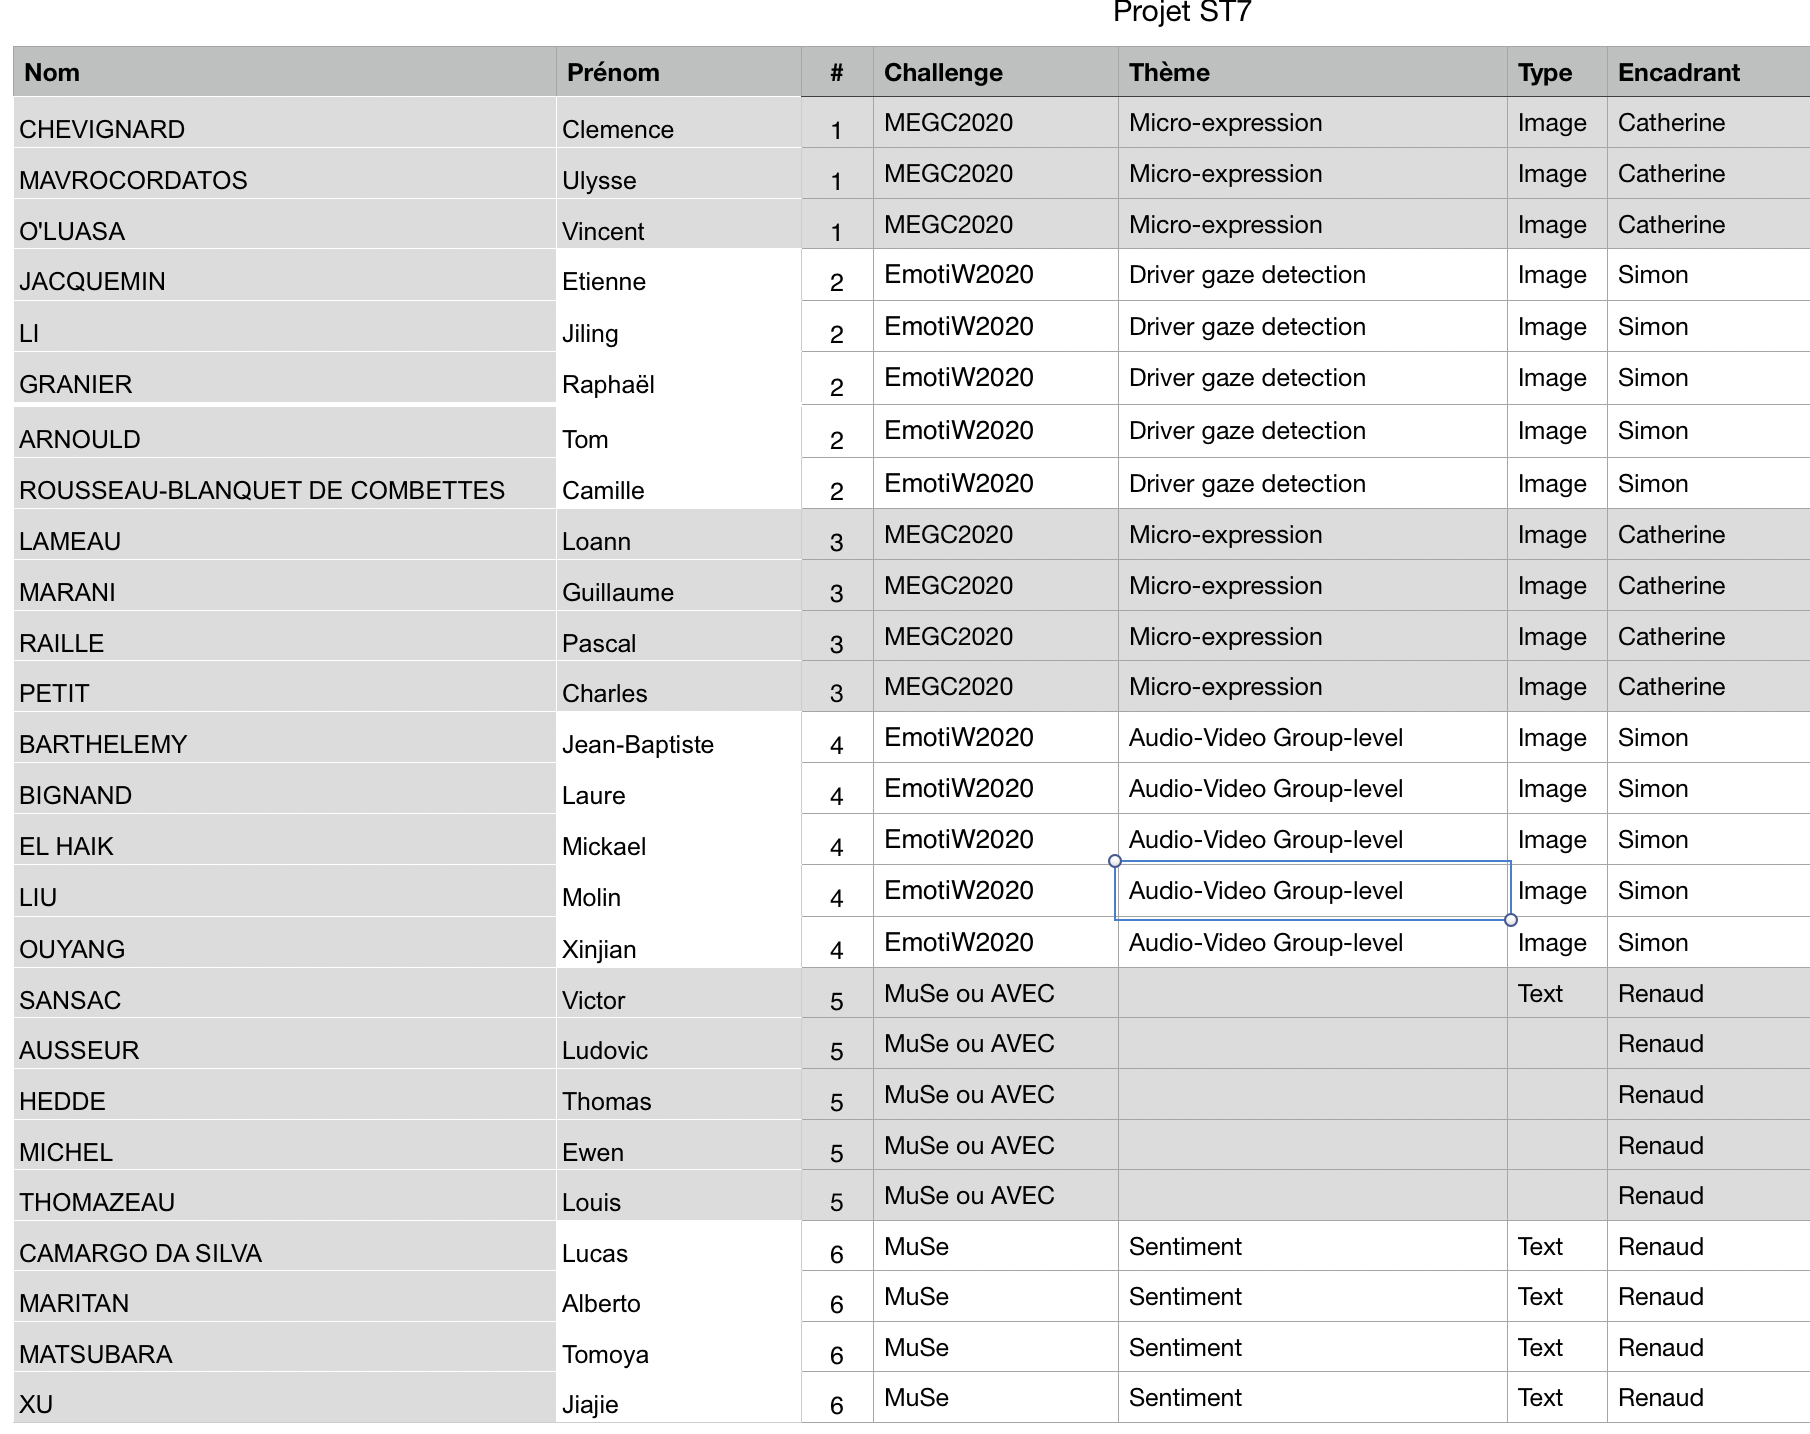 Projet ST7
Nom Prénom # Challenge Thème Type Encadrant
CHEVIGNARD Clemence 1 MEGC2020 Micro-expression Image Catherine
MAVROCORDATOS Ulysse 1 MEGC2020 Micro-expression Image Catherine
O'LUASA Vincent 1 MEGC2020 Micro-expression Image Catherine
JACQUEMIN Etienne 2 EmotiW2020 Driver gaze detection Image Simon
LI Jiling 2 EmotiW2020 Driver gaze detection Image Simon
GRANIER Raphaël 2 EmotiW2020 Driver gaze detection Image Simon
ARNOULD Tom 2 EmotiW2020 Driver gaze detection Image Simon
ROUSSEAU-BLANQUET DE COMBETTES Camille 2 EmotiW2020 Driver gaze detection Image Simon
LAMEAU Loann 3 MEGC2020 Micro-expression Image Catherine
MARANI Guillaume 3 MEGC2020 Micro-expression Image Catherine
RAILLE Pascal 3 MEGC2020 Micro-expression Image Catherine
PETIT Charles 3 MEGC2020 Micro-expression Image Catherine
BARTHELEMY Jean-Baptiste 4 EmotiW2020 Audio-Video Group-level Image Simon
BIGNAND Laure 4 EmotiW2020 Audio-Video Group-level Image Simon
EL HAIK Mickael 4 EmotiW2020 Audio-Video Group-level Image Simon
LIU Molin 4 EmotiW2020 Audio-Video Group-level Image Simon
OUYANG Xinjian 4 EmotiW2020 Audio-Video Group-level Image Simon
SANSAC Victor 5 MuSe ou AVEC Text Renaud
AUSSEUR Ludovic 5 MuSe ou AVEC Renaud
HEDDE Thomas 5 MuSe ou AVEC Renaud
MICHEL Ewen 5 MuSe ou AVEC Renaud
THOMAZEAU Louis 5 MuSe ou AVEC Renaud
CAMARGO DA SILVA Lucas 6 MuSe Sentiment Text Renaud
MARITAN Alberto 6 MuSe Sentiment Text Renaud
MATSUBARA Tomoya 6 MuSe Sentiment Text Renaud
XU Jiajie 6 MuSe Sentiment Text Renaud